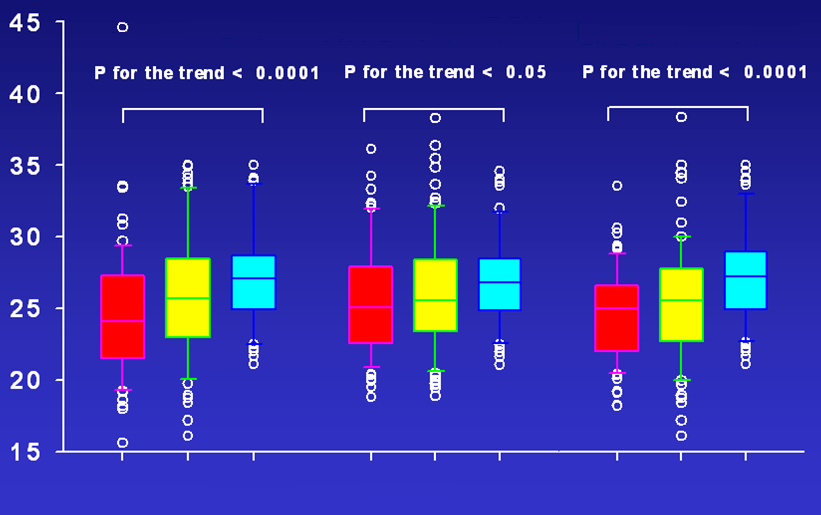 45
P for the trend < 0.0001
P for the trend < 0.05
P for the trend < 0.0001
40
35
30
25
20
15